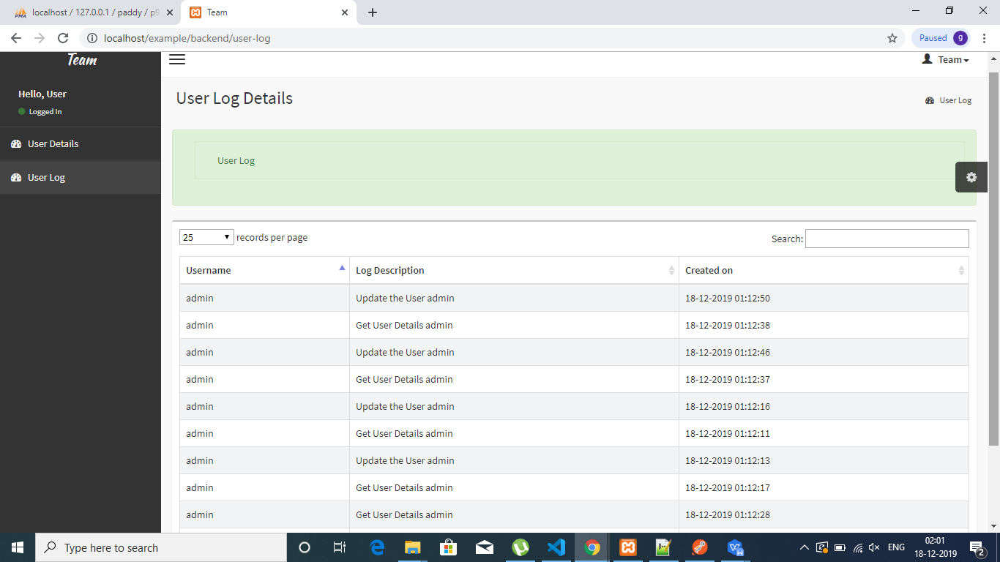 localhost / 127.0.0.1 / paddy / p9
Team
localhost/example/backend/user-log
Paused
g
Team
Team
Hello, User
Logged In
User Details
User Log
User Log Details
User Log
User Log
25 records per page
Search:
Username Log Description Created on
admin Update the User admin 18-12-2019 01:12:50
admin Get User Details admin 18-12-2019 01:12:38
admin Update the User admin 18-12-2019 01:12:46
admin Get User Details admin 18-12-2019 01:12:37
admin Update the User admin 18-12-2019 01:12:16
admin Get User Details admin 18-12-2019 01:12:11
admin Update the User admin 18-12-2019 01:12:13
admin Get User Details admin 18-12-2019 01:12:17
admin Get User Details admin 18-12-2019 01:12:28
Type here to search
ENG
02:01
18-12-2019
2